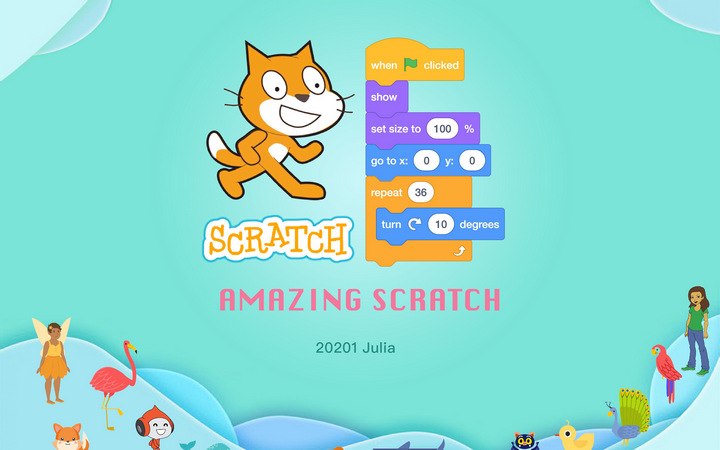 when clicked
show
set size to 100 %
go to x: 0 y: 0
repeat 36
turn 10 degrees
SCRATCH
AMAZING SCRATCH
20201 Julia